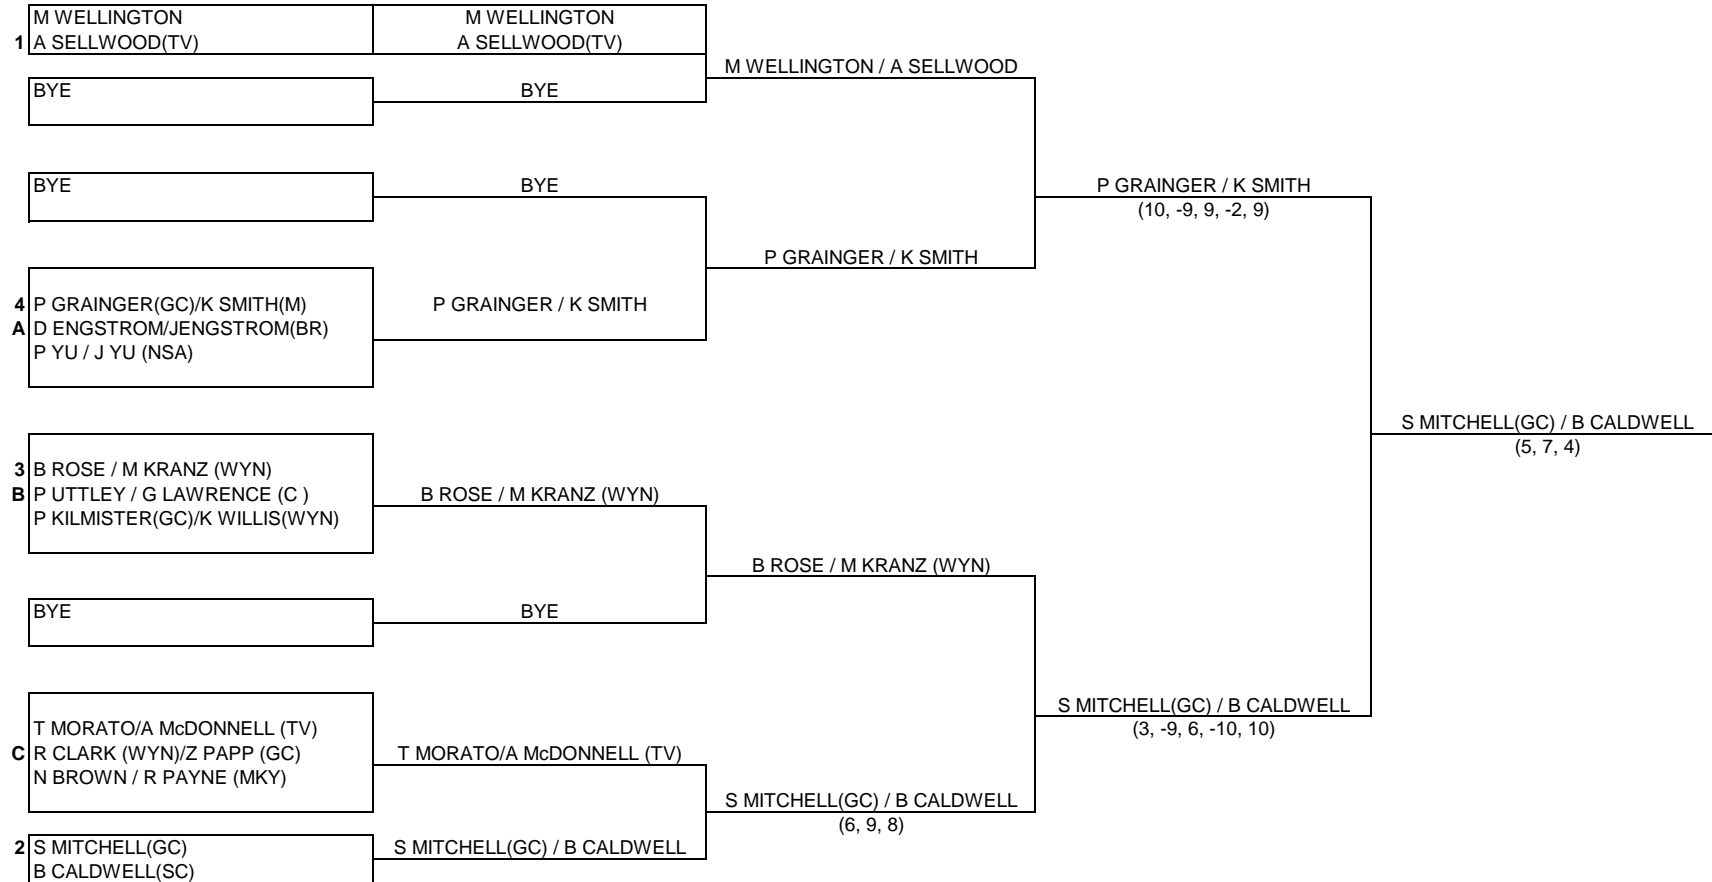 M WELLINGTON
1 A SELLWOOD(TV)
M WELLINGTON
A SELLWOOD(TV)
M WELLINGTON / A SELLWOOD
BYE
BYE
BYE
BYE
P GRAINGER / K SMITH
(10, -9, 9, -2, 9)
P GRAINGER / K SMITH
4 P GRAINGER(GC)/K SMITH(M)
P GRAINGER / K SMITH
A D ENGSTROM/JENGSTROM(BR)
P YU / J YU (NSA)
S MITCHELL(GC) / B CALDWELL
(5, 7, 4)
3 B ROSE / M KRANZ (WYN)
B P UTTLEY / G LAWRENCE (C )
B ROSE / M KRANZ (WYN)
P KILMISTER(GC)/K WILLIS(WYN)
B ROSE / M KRANZ (WYN)
BYE
BYE
S MITCHELL(GC) / B CALDWELL
(3, -9, 6, -10, 10)
T MORATO/A McDONNELL (TV)
C R CLARK (WYN)/Z PAPP (GC)
T MORATO/A McDONNELL (TV)
N BROWN / R PAYNE (MKY)
S MITCHELL(GC) / B CALDWELL
(6, 9, 8)
2 S MITCHELL(GC)
S MITCHELL(GC) / B CALDWELL
B CALDWELL(SC)